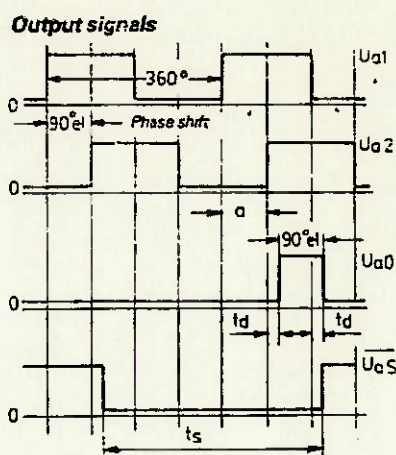 Output signals
Ua1
360°
0
90°el Phase shift
Ua2
0
a
90°el
Ua0
0
td td
UaS
0
ts